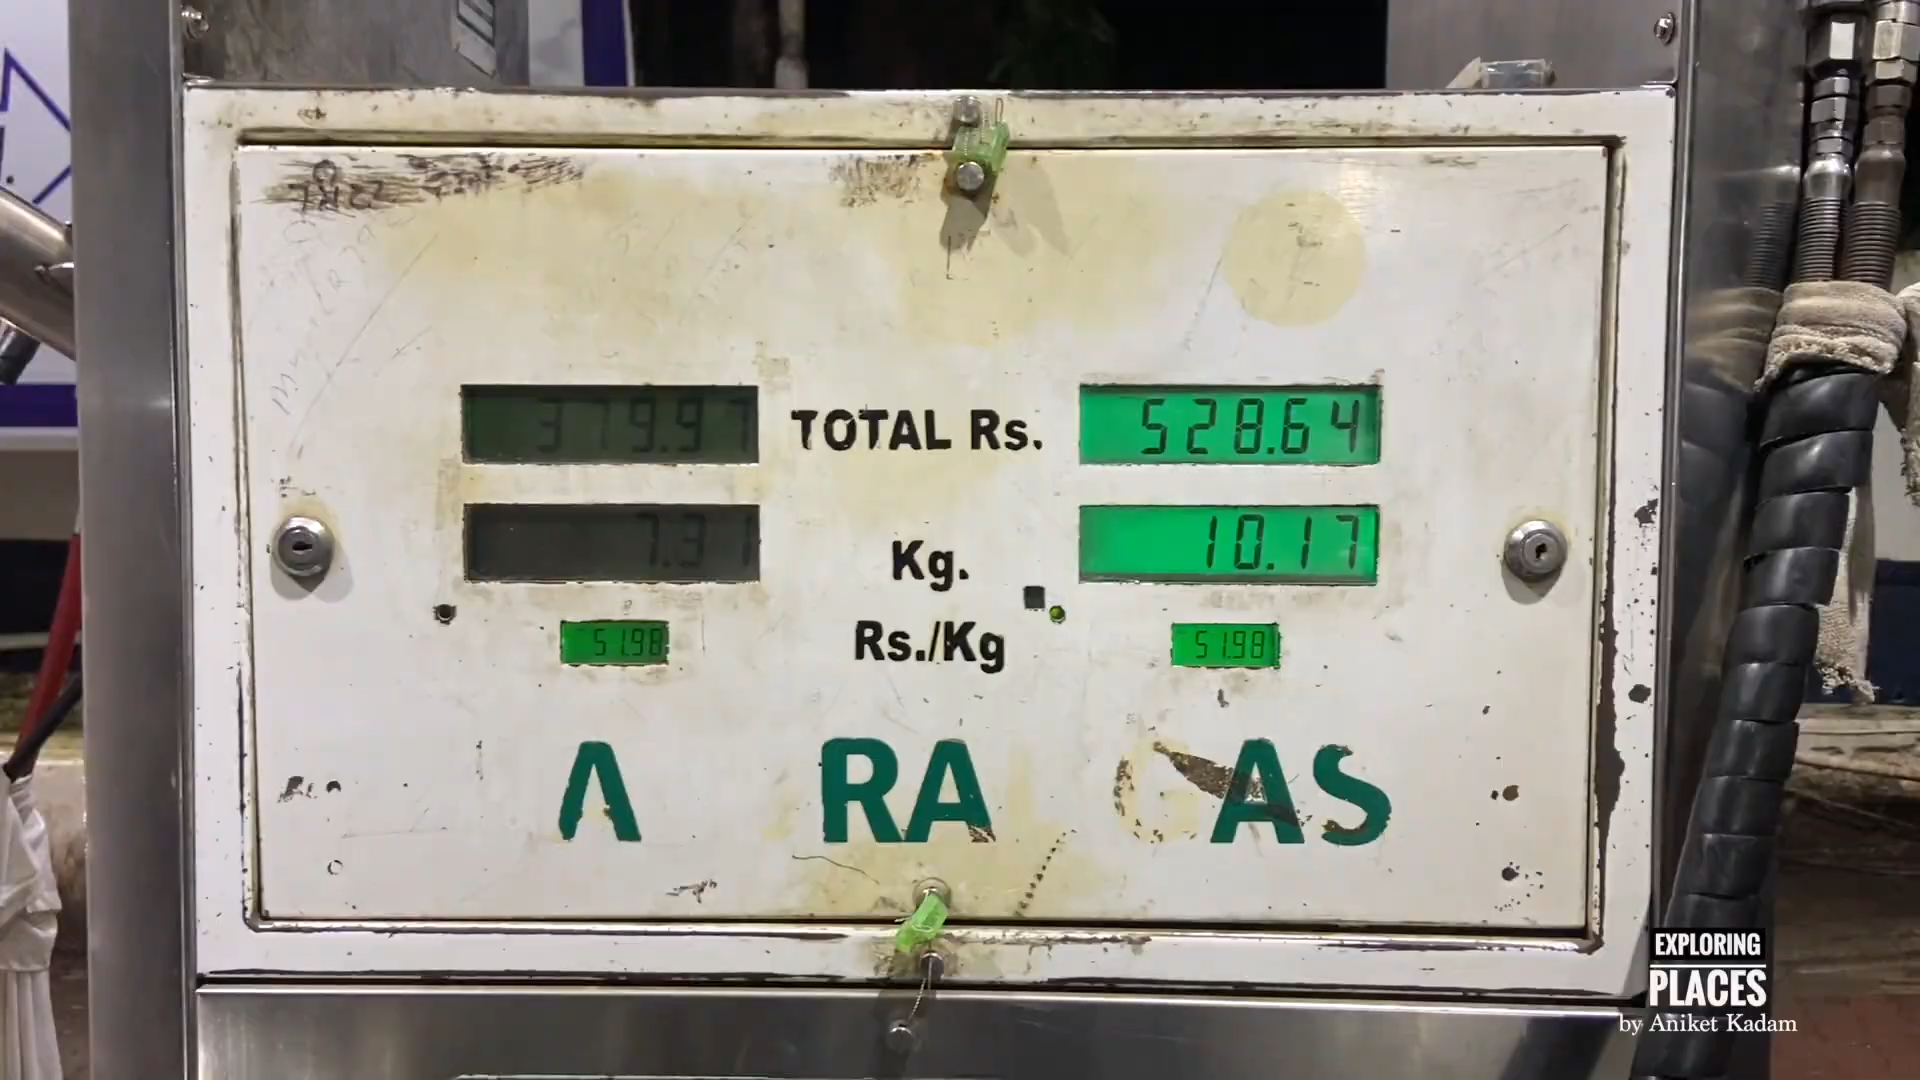 379.97 TOTAL Rs. 528.64
7.31 Kg. 10.17
51.98 Rs./Kg 51.98
A RA GAS
EXPLORING
PLACES
by Aniket Kadam